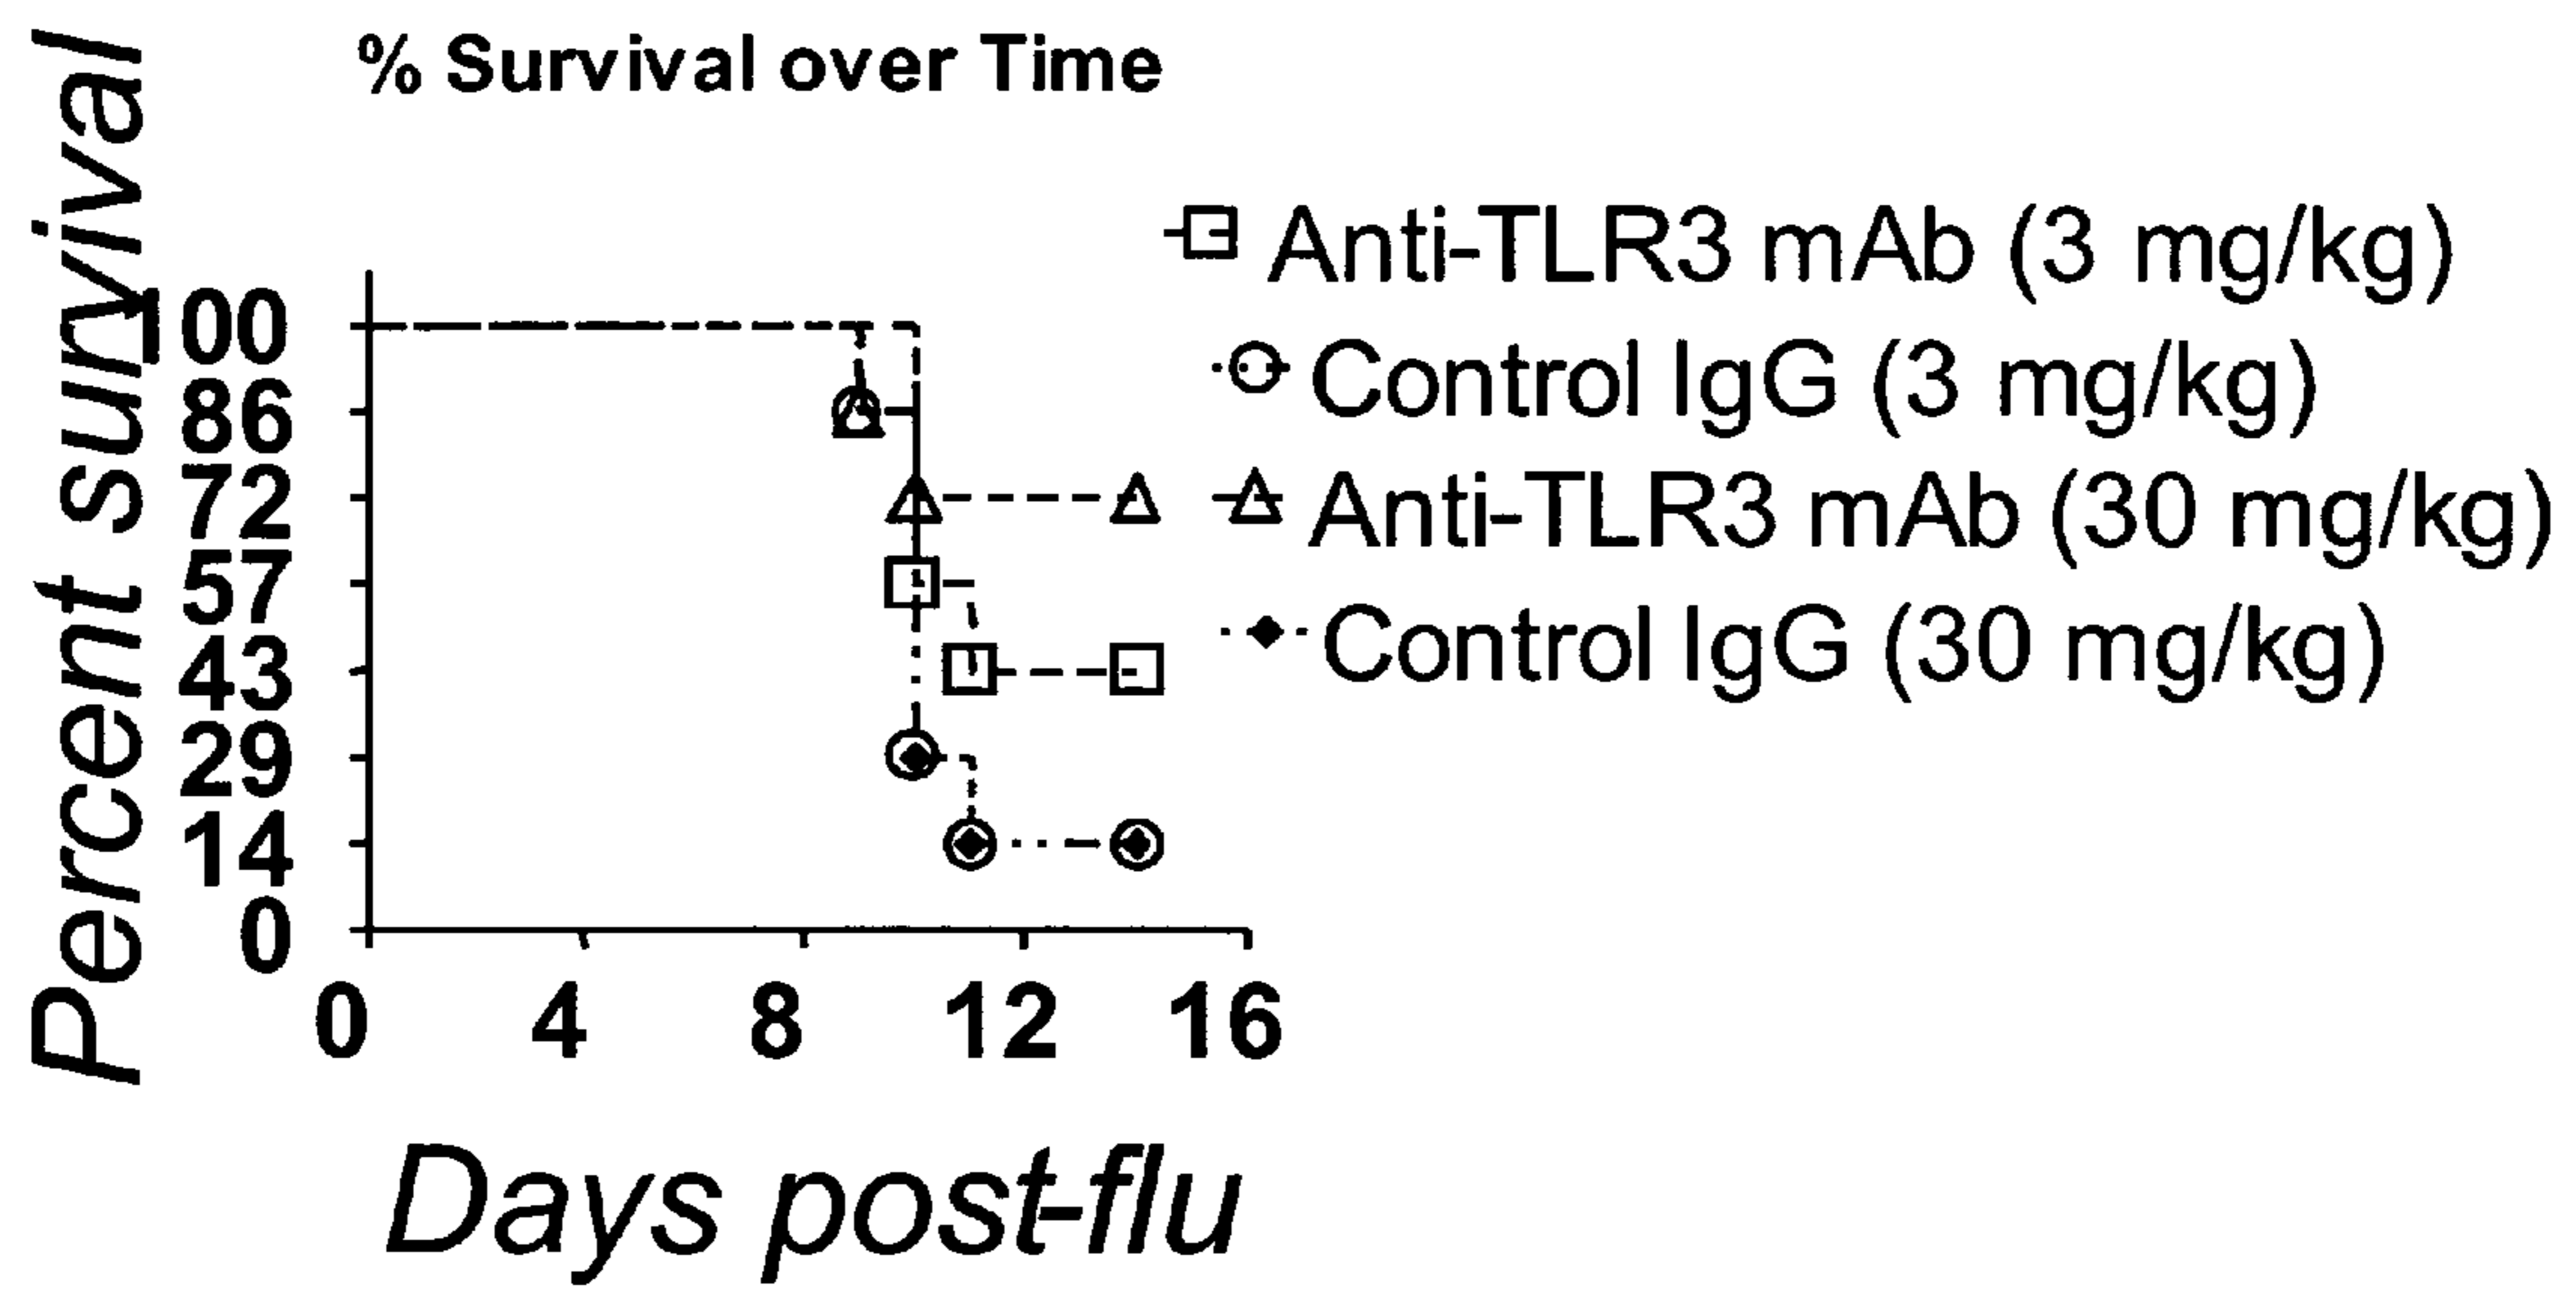 % Survival over Time
Percent survival
100
86
72
57
43
29
14
0
0 4 8 12 16
Days post-flu
Anti-TLR3 mAb (3 mg/kg)
Control IgG (3 mg/kg)
Anti-TLR3 mAb (30 mg/kg)
Control IgG (30 mg/kg)